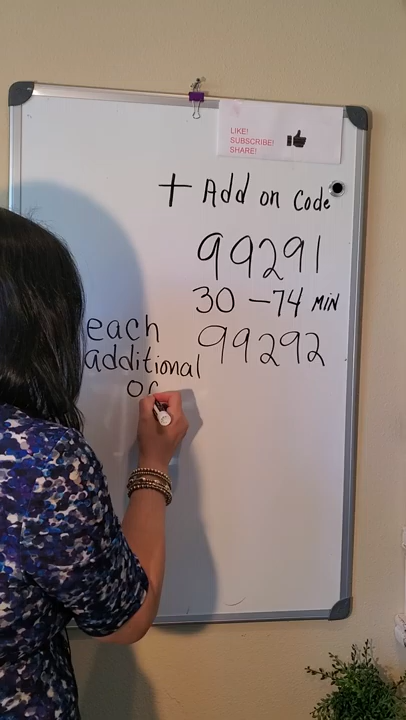 LIKE!
SUBSCRIBE!
SHARE!
+ Add on Code
99291
30 - 74 MIN
each 99292
additional